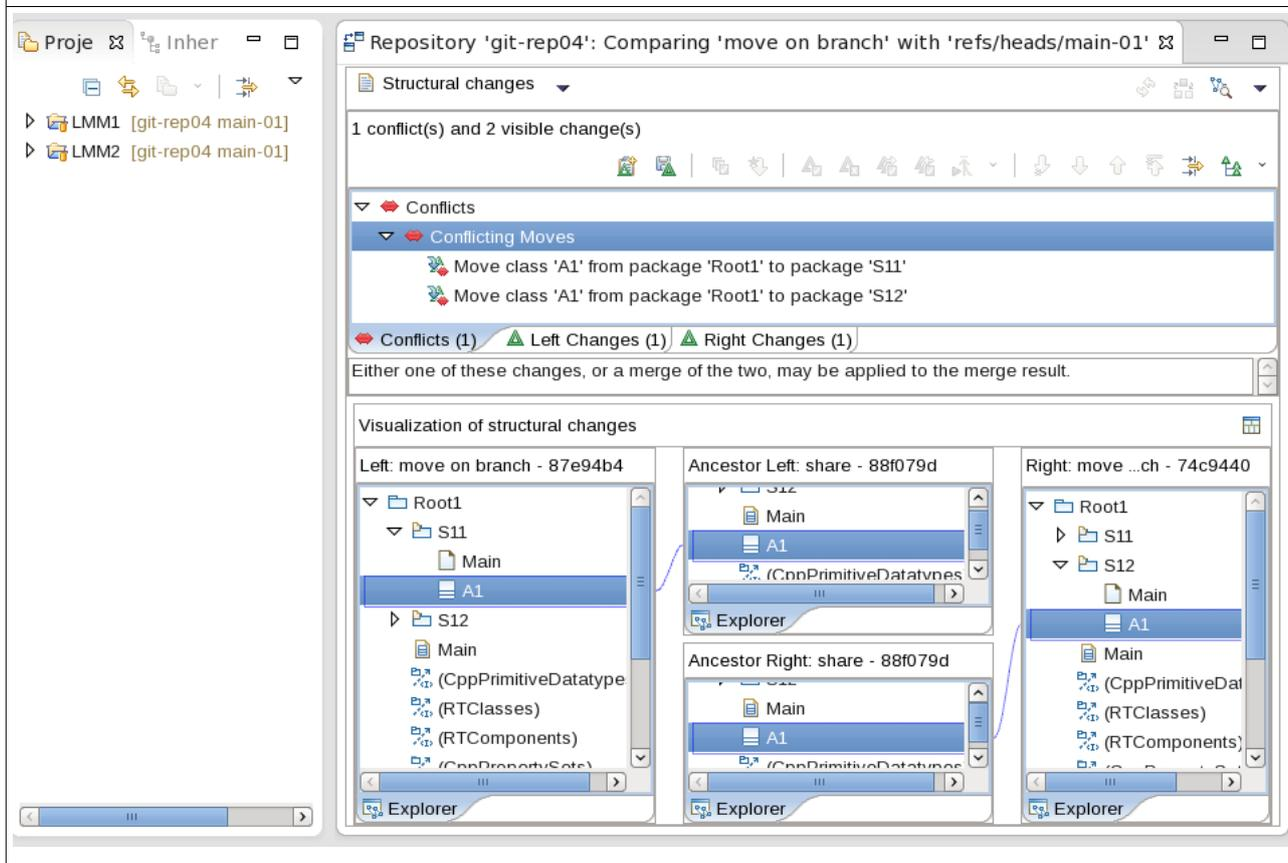 Proje
Inher
LMM1 [git-rep04 main-01]
LMM2 [git-rep04 main-01]
Repository 'git-rep04': Comparing 'move on branch' with 'refs/heads/main-01'
Structural changes
1 conflict(s) and 2 visible change(s)
Conflicts
Conflicting Moves
Move class 'A1' from package 'Root1' to package 'S11'
Move class 'A1' from package 'Root1' to package 'S12'
Conflicts (1) Left Changes (1) Right Changes (1)
Either one of these changes, or a merge of the two, may be applied to the merge result.
Visualization of structural changes
Left: move on branch - 87e94b4
Root1
S11
Main
A1
S12
Main
(CppPrimitiveDatatype
(RTClasses)
(RTComponents)
(CppPropertySets)
Explorer
Ancestor Left: share - 88f079d
S12
Main
A1
(CppPrimitiveDatatypes
Explorer
Ancestor Right: share - 88f079d
S12
Main
A1
(CppPrimitiveDatatypes
Explorer
Right: move ...ch - 74c9440
Root1
S11
S12
Main
A1
Main
(CppPrimitiveDat
(RTClasses)
(RTComponents)
Explorer